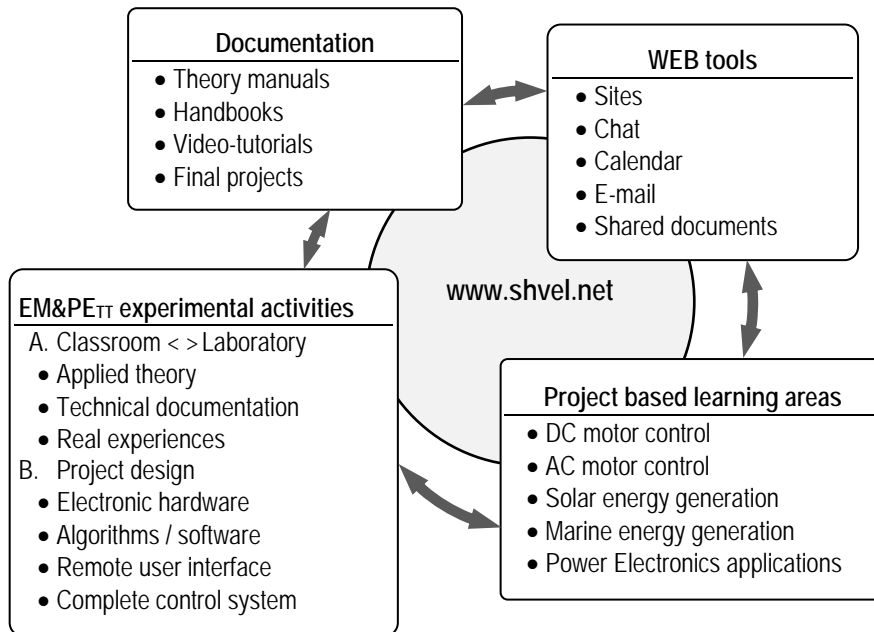 Documentation
• Theory manuals
• Handbooks
• Video-tutorials
• Final projects
WEB tools
• Sites
• Chat
• Calendar
• E-mail
• Shared documents
www.shvel.net
EM&PETT experimental activities
A. Classroom < > Laboratory
• Applied theory
• Technical documentation
• Real experiences
B. Project design
• Electronic hardware
• Algorithms / software
• Remote user interface
• Complete control system
Project based learning areas
• DC motor control
• AC motor control
• Solar energy generation
• Marine energy generation
• Power Electronics applications